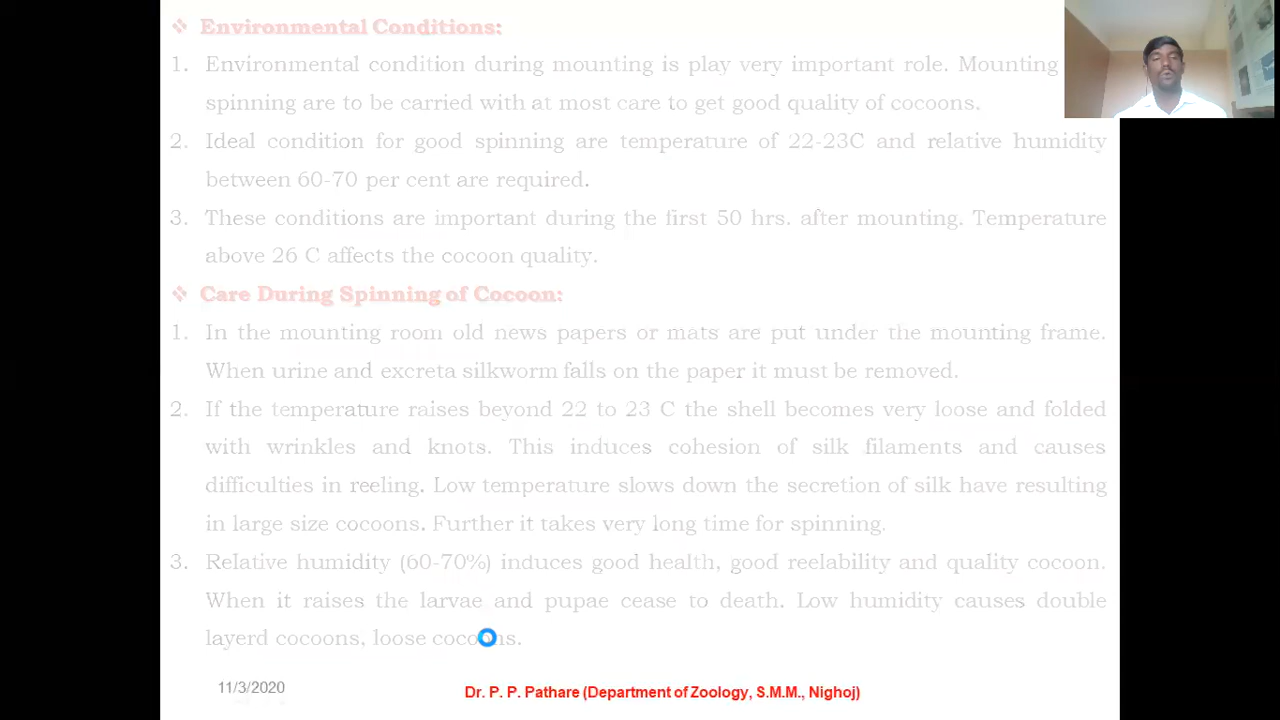 ❖ Environmental Conditions:
1. Environmental condition during mounting is play very important role. Mounting
spinning are to be carried with at most care to get good quality of cocoons.
2. Ideal condition for good spinning are temperature of 22-23C and relative humidity
between 60-70 per cent are required.
3. These conditions are important during the first 50 hrs. after mounting. Temperature
above 26 C affects the cocoon quality.
❖ Care During Spinning of Cocoon:
1. In the mounting room old news papers or mats are put under the mounting frame.
When urine and excreta silkworm falls on the paper it must be removed.
2. If the temperature raises beyond 22 to 23 C the shell becomes very loose and folded
with wrinkles and knots. This induces cohesion of silk filaments and causes
difficulties in reeling. Low temperature slows down the secretion of silk have resulting
in large size cocoons. Further it takes very long time for spinning.
3. Relative humidity (60-70%) induces good health, good reelability and quality cocoon.
When it raises the larvae and pupae cease to death. Low humidity causes double
layerd cocoons, loose cocoons.
11/3/2020
Dr. P. P. Pathare (Department of Zoology, S.M.M., Nighoj)